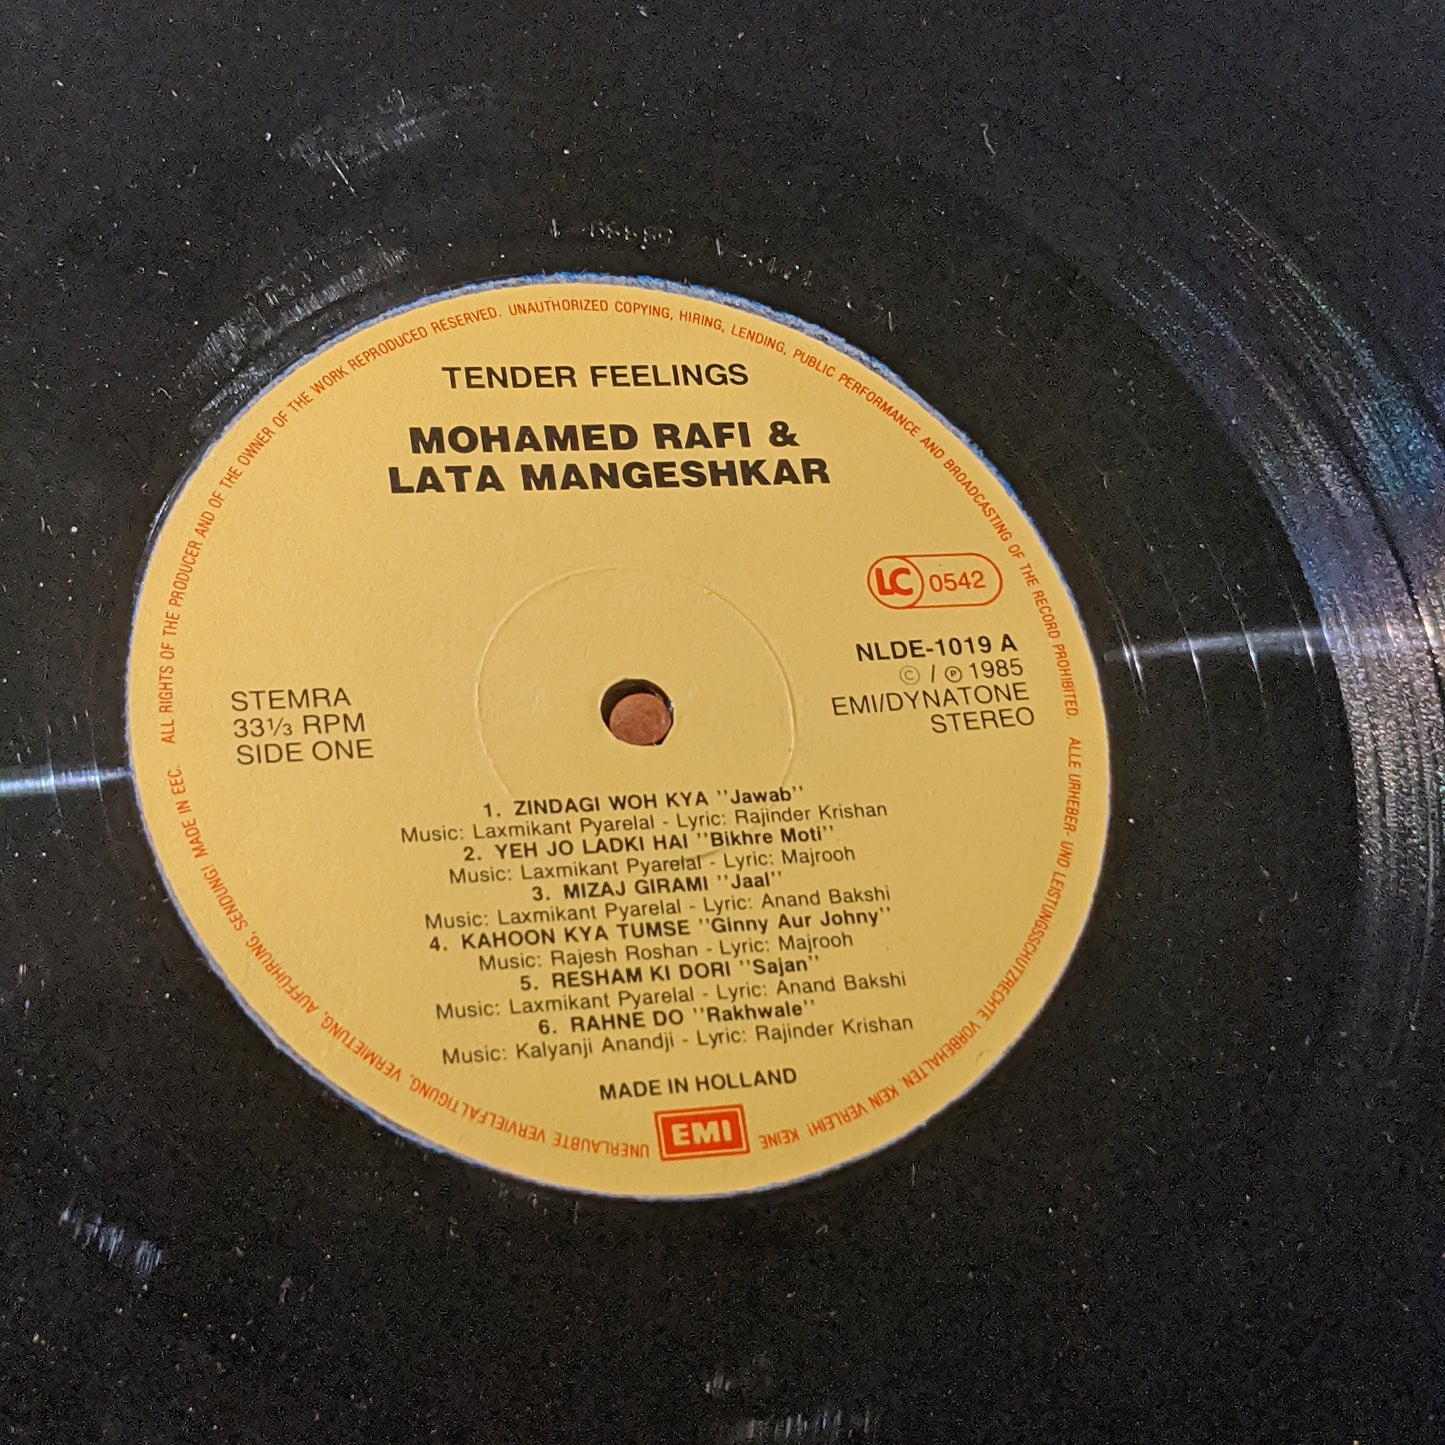 TENDER FEELINGS
MOHAMED RAFI &
LATA MANGESHKAR
LC 0542
NLDE-1019 A
© / ℗ 1985
EMI/DYNATONE
STEREO
STEMRA
33⅓ RPM
SIDE ONE
1. ZINDAGI WOH KYA ''Jawab''
Music: Laxmikant Pyarelal - Lyric: Rajinder Krishan
2. YEH JO LADKI HAI ''Bikhre Moti''
Music: Laxmikant Pyarelal - Lyric: Majrooh
3. MIZAJ GIRAMI ''Jaal''
Music: Laxmikant Pyarelal - Lyric: Anand Bakshi
4. KAHOON KYA TUMSE ''Ginny Aur Johny''
Music: Rajesh Roshan - Lyric: Majrooh
5. RESHAM KI DORI ''Sajan''
Music: Laxmikant Pyarelal - Lyric: Anand Bakshi
6. RAHNE DO ''Rakhwale''
Music: Kalyanji Anandji - Lyric: Rajinder Krishan
MADE IN HOLLAND
EMI
ALL RIGHTS OF THE PRODUCER AND OF THE OWNER OF THE WORK REPRODUCED RESERVED. UNAUTHORIZED COPYING, HIRING, LENDING, PUBLIC PERFORMANCE AND BROADCASTING OF THE RECORD PROHIBITED.
ALLE URHEBER- UND LEISTUNGSSCHUTZRECHTE VORBEHALTEN. KEIN VERLEIH! KEINE UNERLAUBTE VERVIELFÄLTIGUNG, VERMIETUNG, AUFFÜHRUNG, SENDUNG! MADE IN EEC.